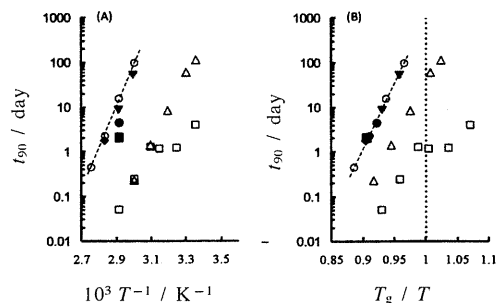 (A)
1000
100
10
1
0.1
0.01
t₉₀ / day
2.7 2.9 3.1 3.3 3.5
10³ T⁻¹ / K⁻¹
(B)
1000
100
10
1
0.1
0.01
t₉₀ / day
0.85 0.9 0.95 1 1.05 1.1
T_g / T